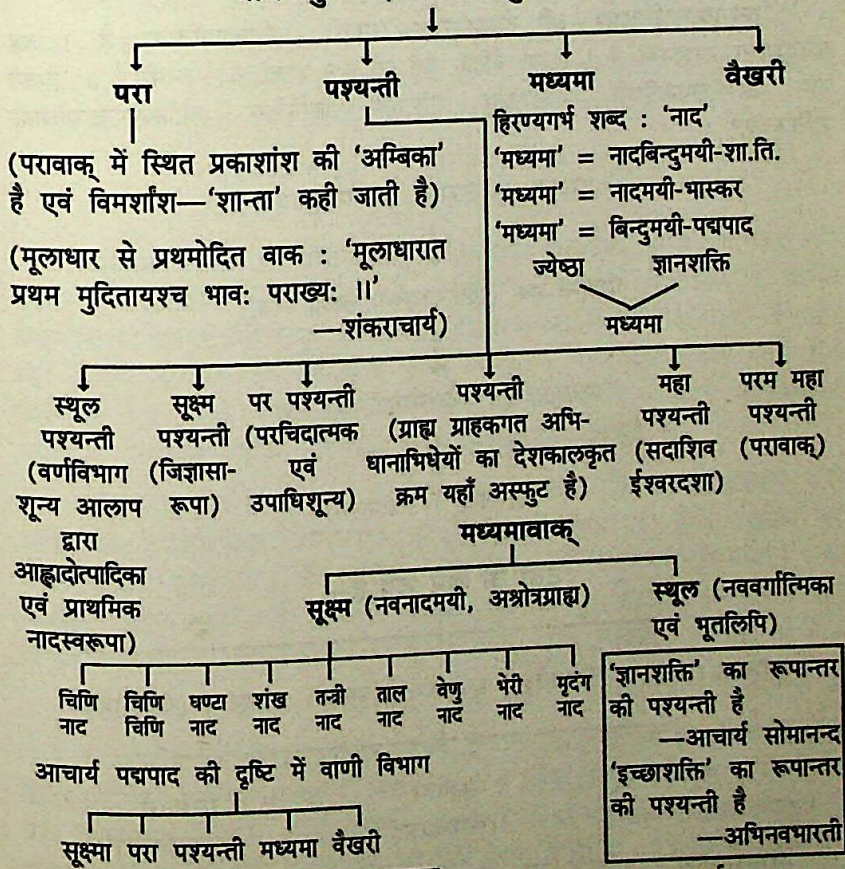 परा पश्यन्ती मध्यमा वैखरी
(परावाक् में स्थित प्रकाशांश की 'अम्बिका'
है एवं विमर्शांश—'शान्ता' कही जाती है)
(मूलाधार से प्रथमोदित वाक : 'मूलाधारात
प्रथम मुदितायश्च भावः पराख्यः ।।'
—शंकराचार्य)
हिरण्यगर्भ शब्द : 'नाद'
'मध्यमा' = नादबिन्दुमयी-शा.ति.
'मध्यमा' = नादमयी-भास्कर
'मध्यमा' = बिन्दुमयी-पद्मपाद
ज्येष्ठा ज्ञानशक्ति
मध्यमा
स्थूल
पश्यन्ती
(वर्णविभाग
शून्य आलाप
द्वारा
आह्लादोत्पादिका
एवं प्राथमिक
नादस्वरूपा)
सूक्ष्म
पश्यन्ती
(जिज्ञासा-
रूपा)
पर पश्यन्ती
(परचिदात्मक
एवं
उपाधिशून्य)
पश्यन्ती
(ग्राह्य ग्राहकगत अभि-
धानाभिधेयों का देशकालकृत
क्रम यहाँ अस्फुट है)
महा
पश्यन्ती
(सदाशिव
ईश्वरदशा)
परम महा
पश्यन्ती
(परावाक्)
मध्यमावाक्
सूक्ष्म (नवनादमयी, अश्रोत्रग्राह्य)
स्थूल (नववर्गात्मिका
एवं भूतलिपि)
चिणि
नाद
चिणि
चिणि
घण्टा
नाद
शंख
नाद
तन्त्री
नाद
ताल
नाद
वेणु
नाद
भेरी
नाद
मृदंग
नाद
'ज्ञानशक्ति' का रूपान्तर
की पश्यन्ती है
—आचार्य सोमानन्द
'इच्छाशक्ति' का रूपान्तर
की पश्यन्ती है
—अभिनवभारती
आचार्य पद्मपाद की दृष्टि में वाणी विभाग
सूक्ष्मा परा पश्यन्ती मध्यमा वैखरी